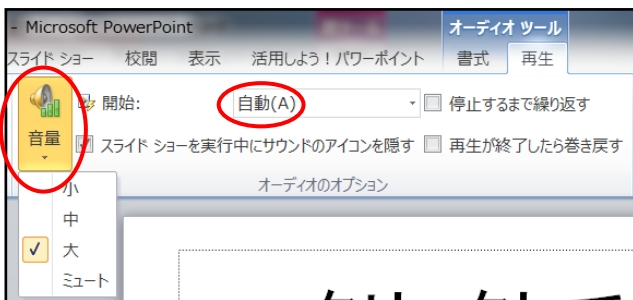 - Microsoft PowerPoint
オーディオ ツール
スライド ショー 校閲 表示 活用しよう！パワーポイント 書式 再生
開始: 自動(A) 停止するまで繰り返す
音量
スライド ショーを実行中にサウンドのアイコンを隠す 再生が終了したら巻き戻す
オーディオのオプション
小
中
大
ミュート